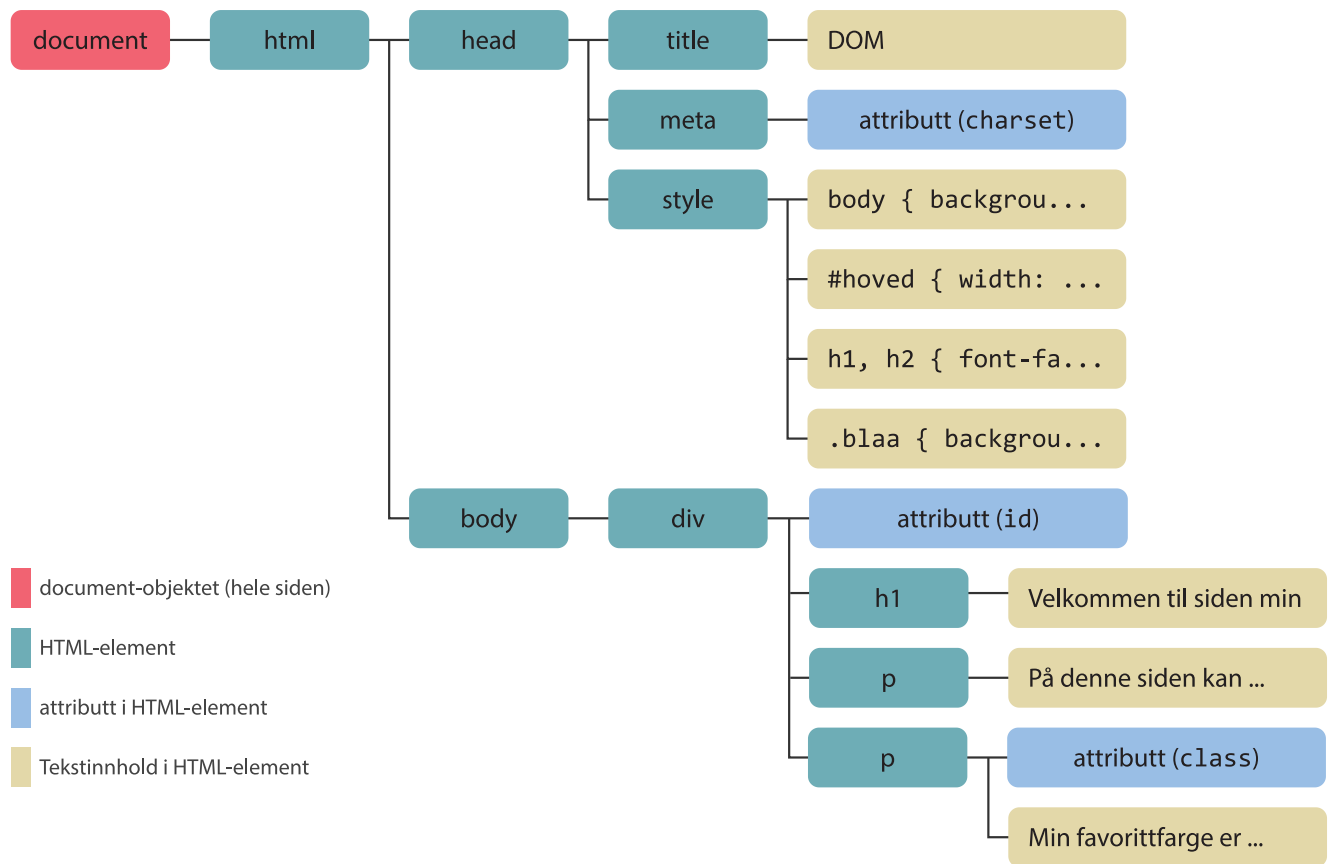 document
html
head
title
DOM
meta
attributt (charset)
style
body { backgrou...
#hoved { width: ...
h1, h2 { font-fa...
.blaa { backgrou...
body
div
attributt (id)
h1
Velkommen til siden min
p
På denne siden kan ...
p
attributt (class)
Min favorittfarge er ...
document-objektet (hele siden)
HTML-element
attributt i HTML-element
Tekstinnhold i HTML-element